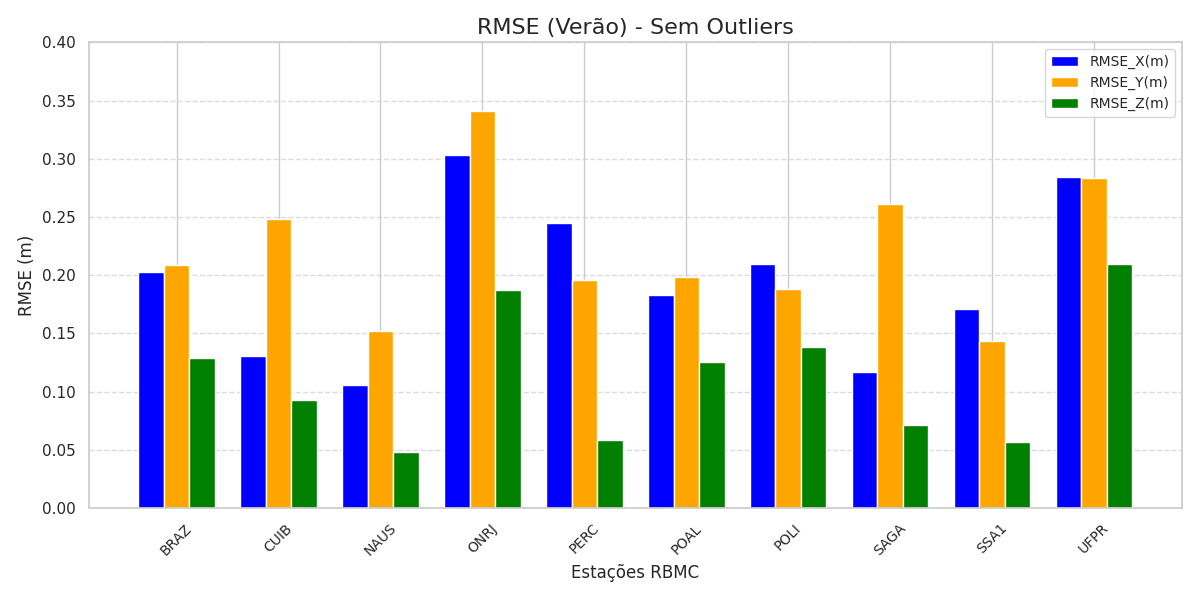 RMSE (Verão) - Sem Outliers
RMSE_X(m)
RMSE_Y(m)
RMSE_Z(m)
RMSE (m)
0.40
0.35
0.30
0.25
0.20
0.15
0.10
0.05
0.00
BRAZ
CUIB
NAUS
ONRJ
PERC
POAL
POLI
SAGA
SSA1
UFPR
Estações RBMC